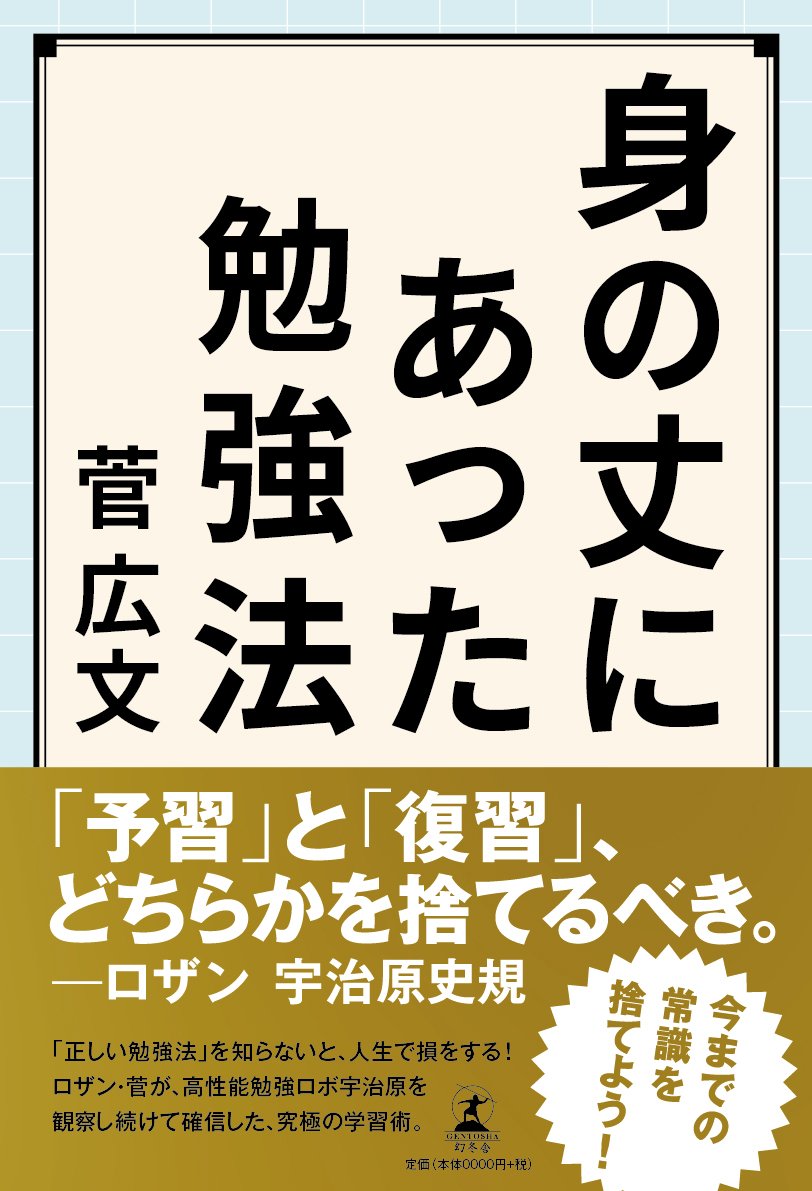 身の丈に
あった
勉強法
菅広文
「予習」と「復習」、
どちらかを捨てるべき。
―ロザン 宇治原史規
今までの
常識を
捨てよう！
「正しい勉強法」を知らないと、人生で損をする！
ロザン・菅が、高性能勉強ロボ宇治原を
観察し続けて確信した、究極の学習術。
GENTOSHA
幻冬舎
定価（本体0000円+税）